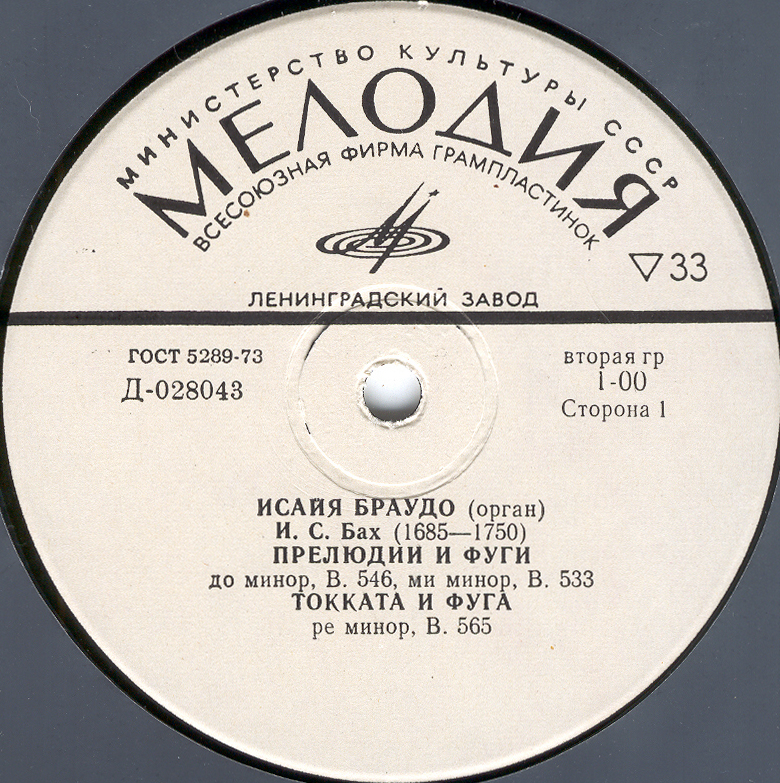 МИНИСТЕРСТВО КУЛЬТУРЫ СССР
МЕЛОДИЯ
ВСЕСОЮЗНАЯ ФИРМА ГРАМПЛАСТИНОК
▽33
ЛЕНИНГРАДСКИЙ ЗАВОД
ГОСТ 5289-73
Д-028043
вторая гр
1-00
Сторона 1
ИСАЙЯ БРАУДО (орган)
И. С. Бах (1685—1750)
ПРЕЛЮДИИ И ФУГИ
до минор, В. 546, ми минор, В. 533
ТОККАТА И ФУГА
ре минор, В. 565